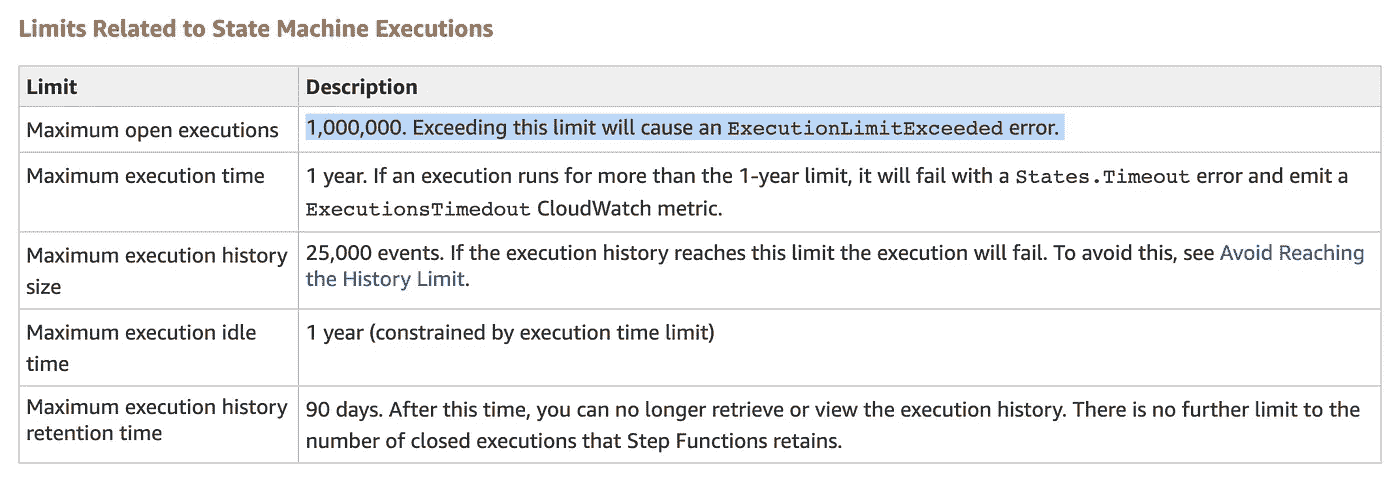 Limits Related to State Machine Executions
Limit
Description
Maximum open executions
1,000,000. Exceeding this limit will cause an ExecutionLimitExceeded error.
Maximum execution time
1 year. If an execution runs for more than the 1-year limit, it will fail with a States.Timeout error and emit a
ExecutionsTimedout CloudWatch metric.
Maximum execution history
size
25,000 events. If the execution history reaches this limit the execution will fail. To avoid this, see Avoid Reaching
the History Limit.
Maximum execution idle
time
1 year (constrained by execution time limit)
Maximum execution history
retention time
90 days. After this time, you can no longer retrieve or view the execution history. There is no further limit to the
number of closed executions that Step Functions retains.